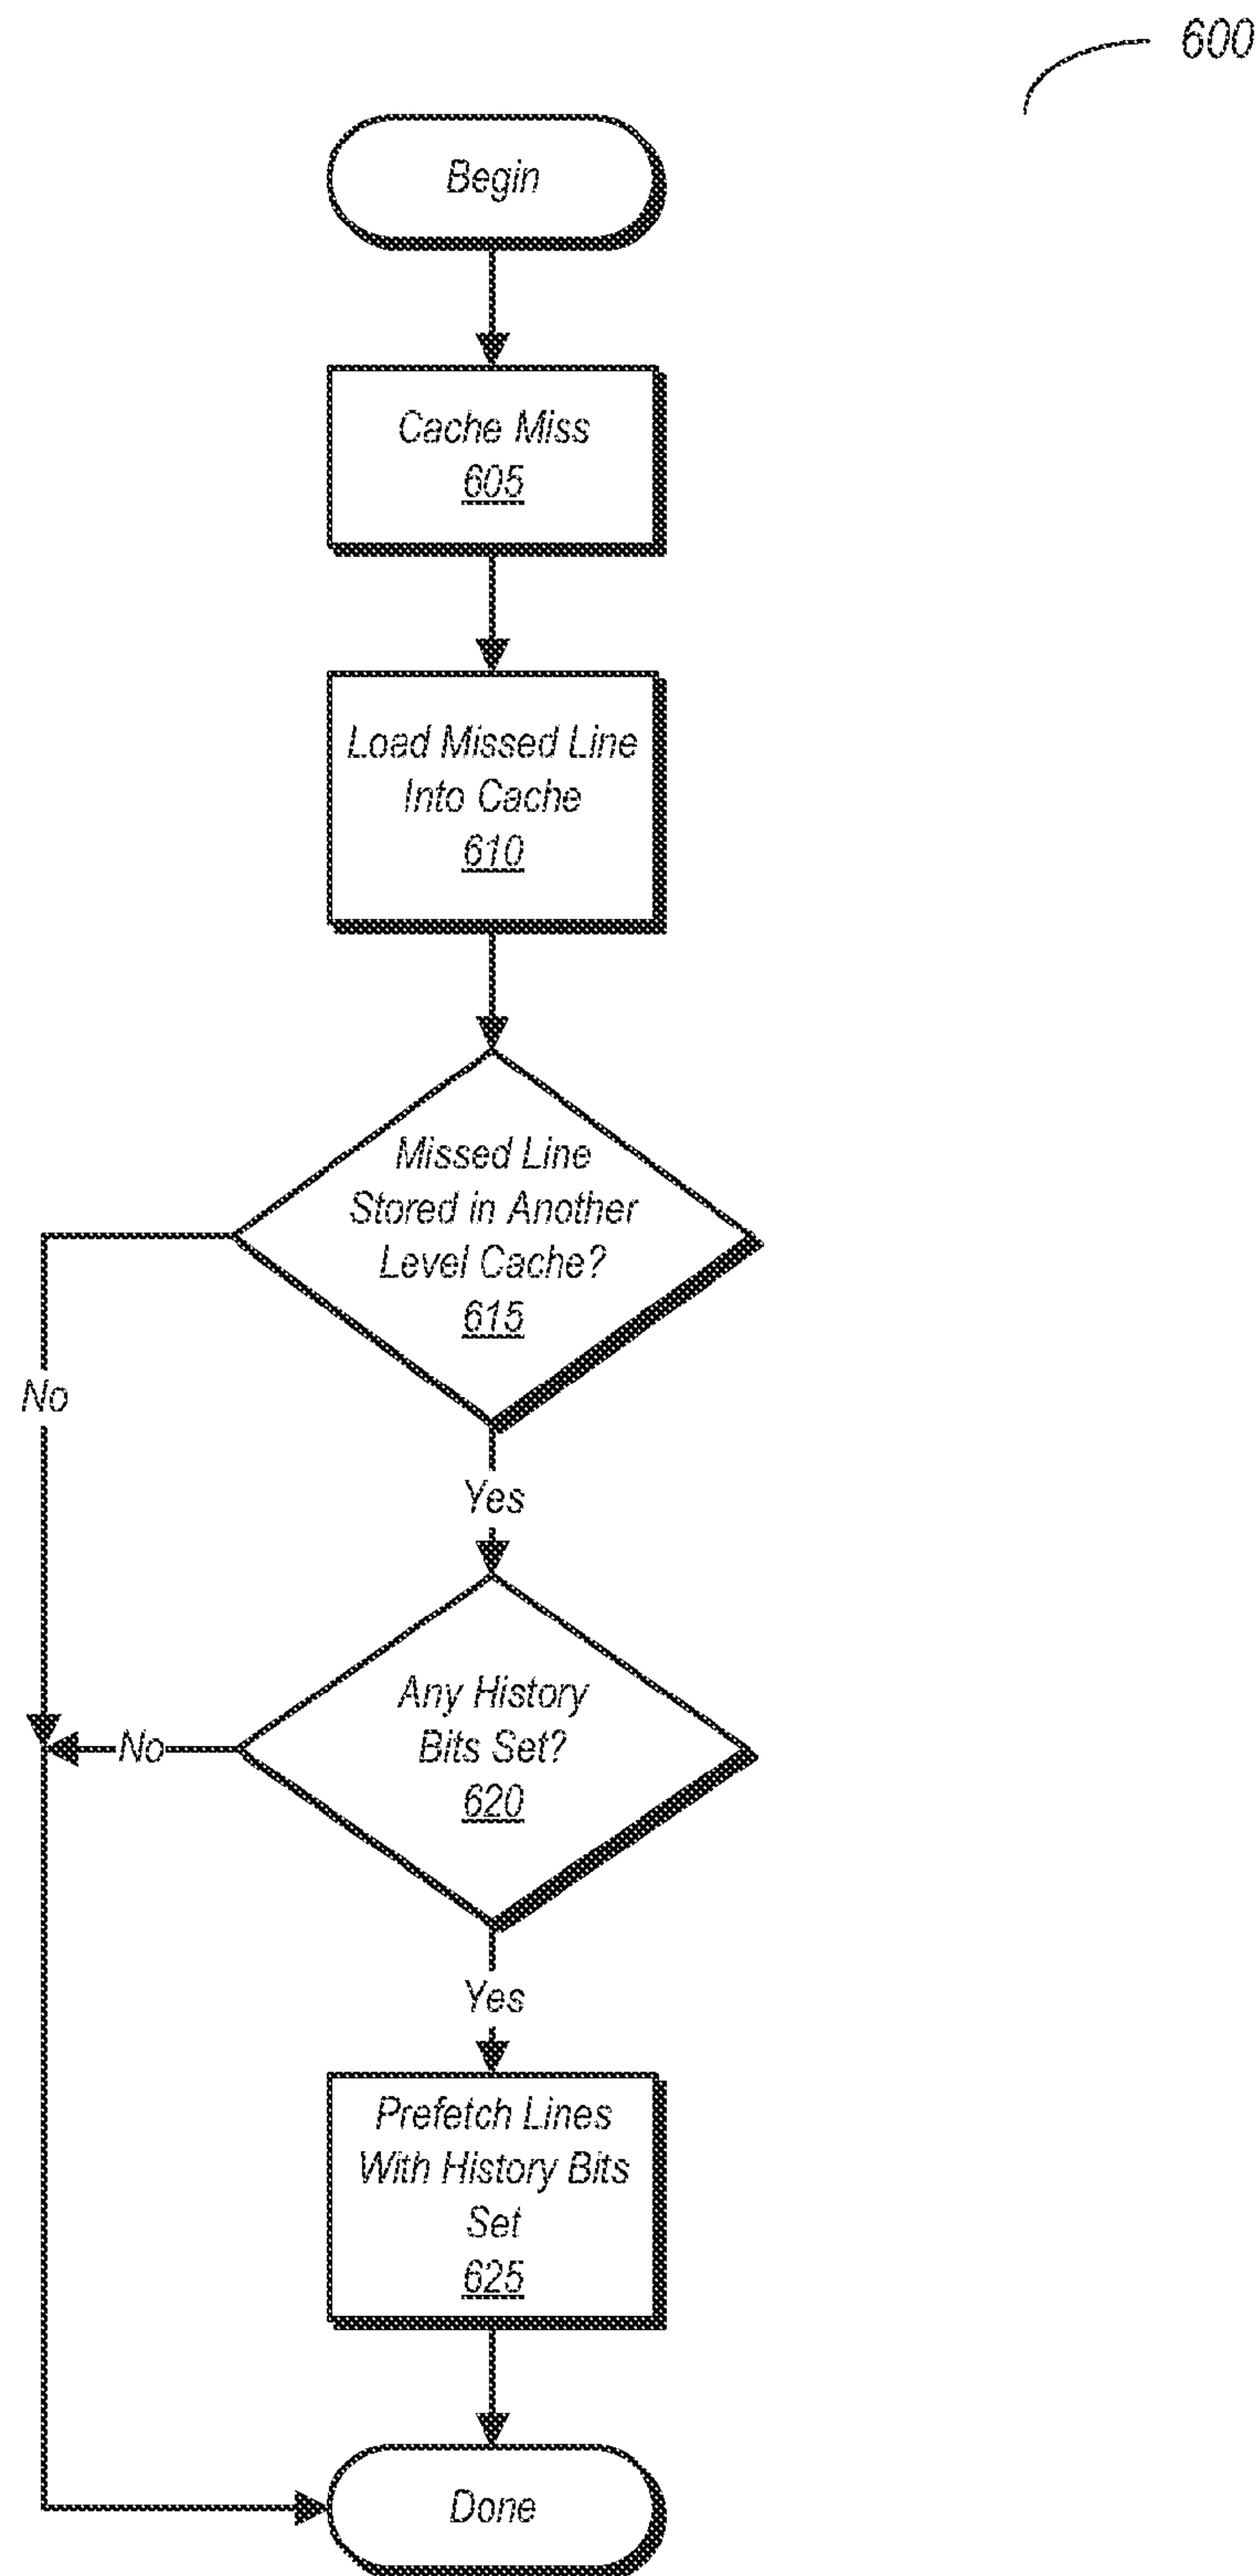 600
Begin
Cache Miss
605
Load Missed Line
Into Cache
610
Missed Line
Stored in Another
Level Cache?
615
No
Yes
Any History
Bits Set?
620
No
Yes
Prefetch Lines
With History Bits
Set
625
Done